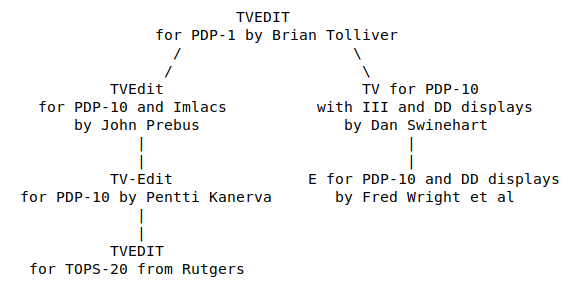 TVEDIT
for PDP-1 by Brian Tolliver
/ \
/ \
TVEdit TV for PDP-10
for PDP-10 and Imlacs with III and DD displays
by John Prebus by Dan Swinehart
| |
| |
TV-Edit E for PDP-10 and DD displays
for PDP-10 by Pentti Kanerva by Fred Wright et al
|
|
TVEDIT
for TOPS-20 from Rutgers